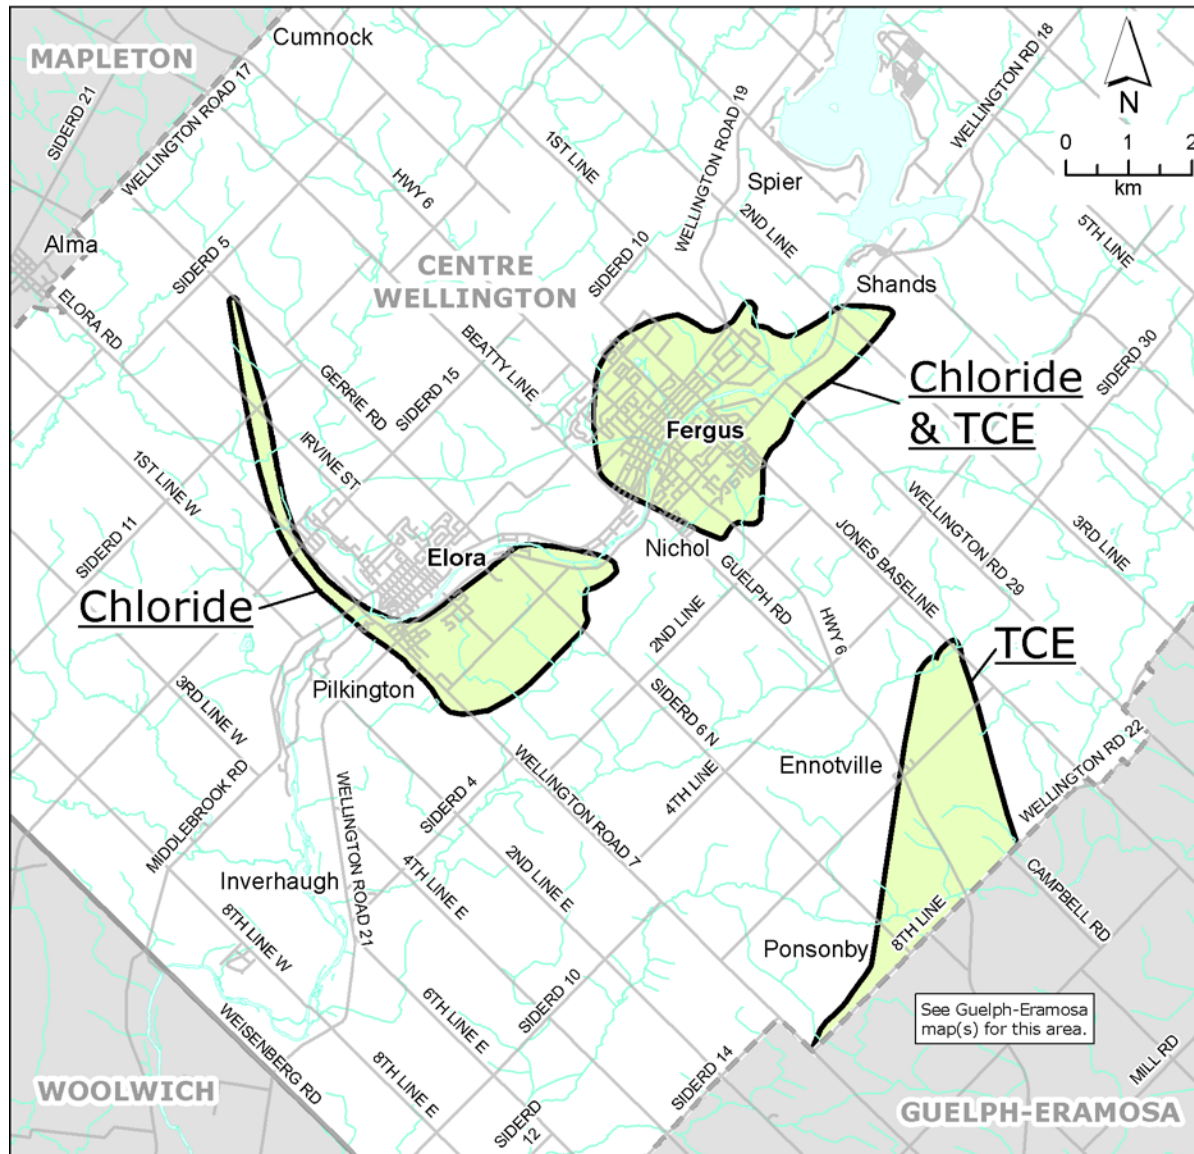 Cumnock
MAPLETON
SIDERD 21
WELLINGTON ROAD 17
HWY 6
1ST LINE
WELLINGTON ROAD 19
WELLINGTON RD 18
N
0 1 2
km
Spier
2ND LINE
5TH LINE
Alma
SIDERD 5
SIDERD 10
CENTRE
WELLINGTON
Shands
ELORA RD
BEATTY LINE
SIDERD 30
GERRIE RD
SIDERD 15
Chloride
& TCE
Fergus
IRVINE ST
1ST LINE W
SIDERD 11
WELLINGTON RD 29
3RD LINE
JONES BASELINE
Nichol
Elora
GUELPH RD
Chloride
2ND LINE
HWY 6
TCE
Pilkington
3RD LINE W
SIDERD 6 N
WELLINGTON RD 22
Ennotville
MIDDLEBROOK RD
WELLINGTON ROAD 21
SIDERD 4
WELLINGTON ROAD 7
4TH LINE
Inverhaugh
4TH LINE E
2ND LINE E
CAMPBELL RD
8TH LINE
8TH LINE W
Ponsonby
6TH LINE E
SIDERD 10
See Guelph-Eramosa
map(s) for this area.
WEISENBERG RD
8TH LINE E
SIDERD 14
MILL RD
WOOLWICH
SIDERD
12
GUELPH-ERAMOSA